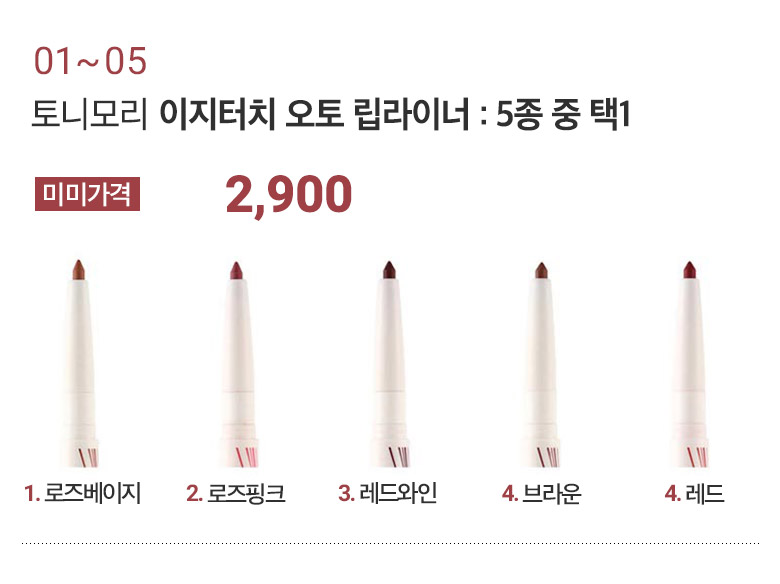 01~05
토니모리 이지터치 오토 립라이너 : 5종 중 택1
미미가격 2,900
1. 로즈베이지 2. 로즈핑크 3. 레드와인 4. 브라운 4. 레드